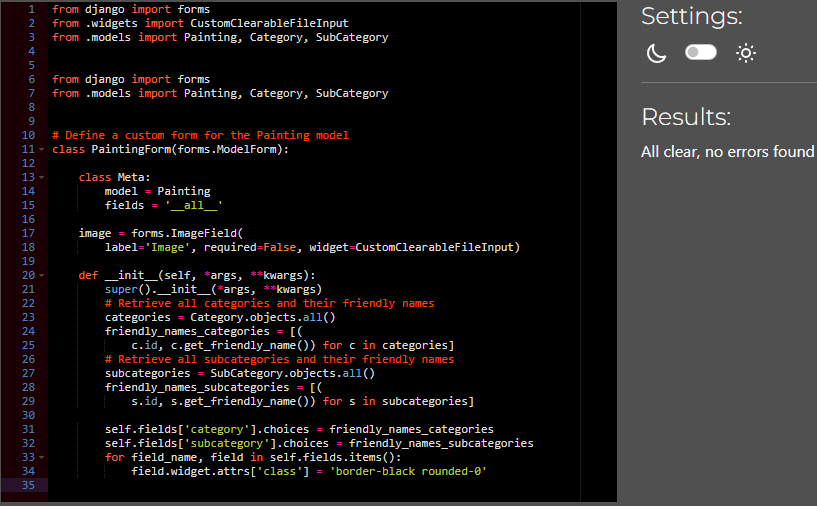 1 from django import forms
2 from .widgets import CustomClearableFileInput
3 from .models import Painting, Category, SubCategory
4
5
6 from django import forms
7 from .models import Painting, Category, SubCategory
8
9
10 # Define a custom form for the Painting model
11 class PaintingForm(forms.ModelForm):
12
13     class Meta:
14         model = Painting
15         fields = '__all__'
16
17     image = forms.ImageField(
18         label='Image', required=False, widget=CustomClearableFileInput)
19
20     def __init__(self, *args, **kwargs):
21         super().__init__(*args, **kwargs)
22         # Retrieve all categories and their friendly names
23         categories = Category.objects.all()
24         friendly_names_categories = [(
25             c.id, c.get_friendly_name()) for c in categories]
26         # Retrieve all subcategories and their friendly names
27         subcategories = SubCategory.objects.all()
28         friendly_names_subcategories = [(
29             s.id, s.get_friendly_name()) for s in subcategories]
30
31         self.fields['category'].choices = friendly_names_categories
32         self.fields['subcategory'].choices = friendly_names_subcategories
33         for field_name, field in self.fields.items():
34             field.widget.attrs['class'] = 'border-black rounded-0'
35
Settings:
Results:
All clear, no errors found